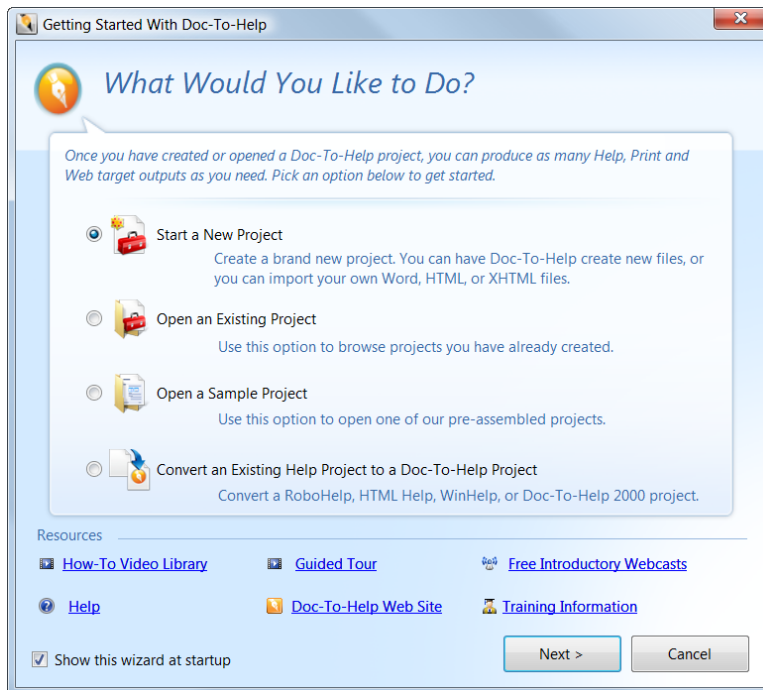 Getting Started With Doc-To-Help
What Would You Like to Do?
Once you have created or opened a Doc-To-Help project, you can produce as many Help, Print and
Web target outputs as you need. Pick an option below to get started.
Start a New Project
Create a brand new project. You can have Doc-To-Help create new files, or
you can import your own Word, HTML, or XHTML files.
Open an Existing Project
Use this option to browse projects you have already created.
Open a Sample Project
Use this option to open one of our pre-assembled projects.
Convert an Existing Help Project to a Doc-To-Help Project
Convert a RoboHelp, HTML Help, WinHelp, or Doc-To-Help 2000 project.
Resources
How-To Video Library Guided Tour Free Introductory Webcasts
Help Doc-To-Help Web Site Training Information
Show this wizard at startup Next > Cancel